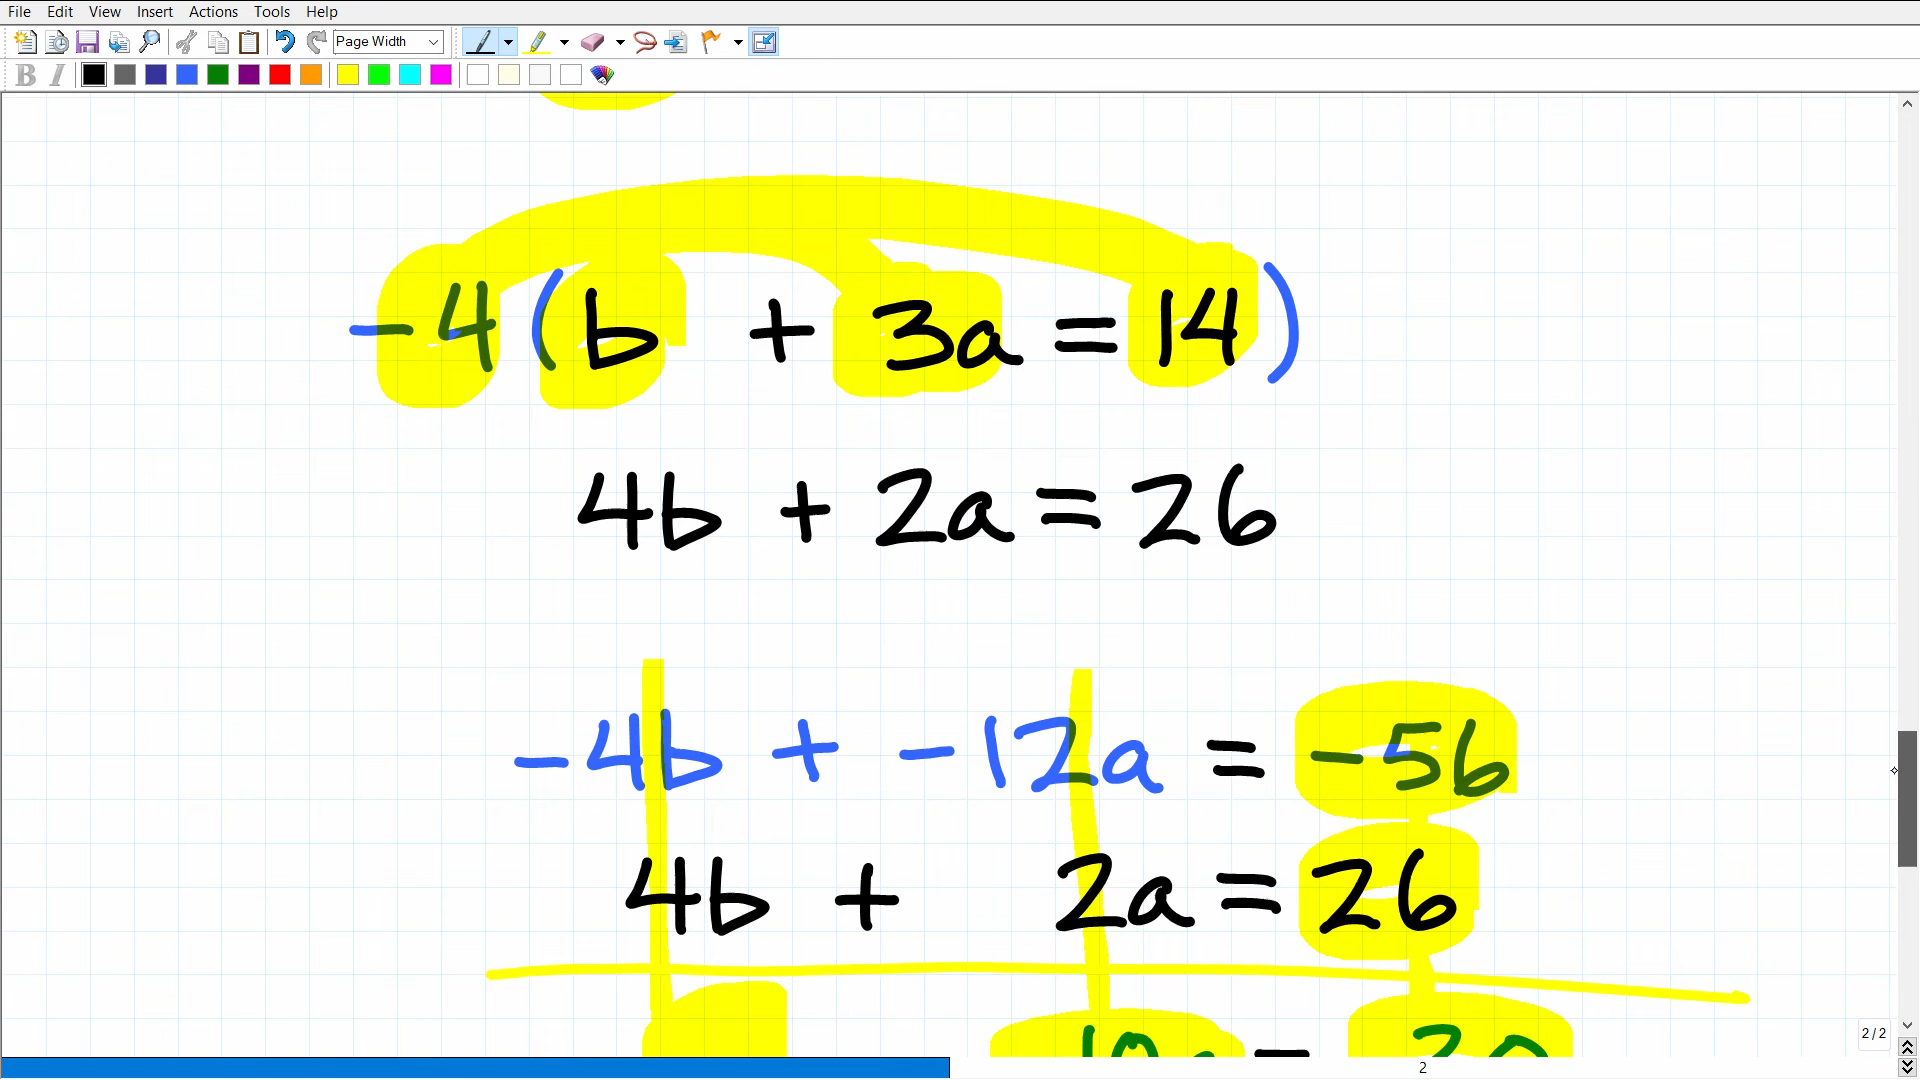 File Edit View Insert Actions Tools Help
Page Width
B I
-4(b + 3a = 14)
4b + 2a = 26
-4b + -12a = -56
4b + 2a = 26
2 / 2
2